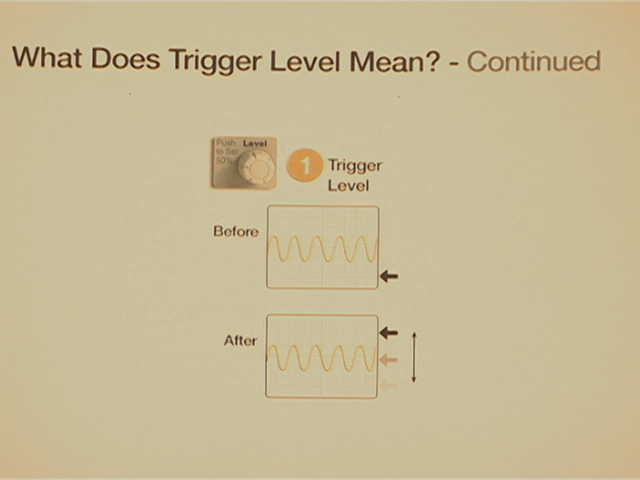 What Does Trigger Level Mean? - Continued
Push Level
to Set
50%
1
Trigger
Level
Before
After